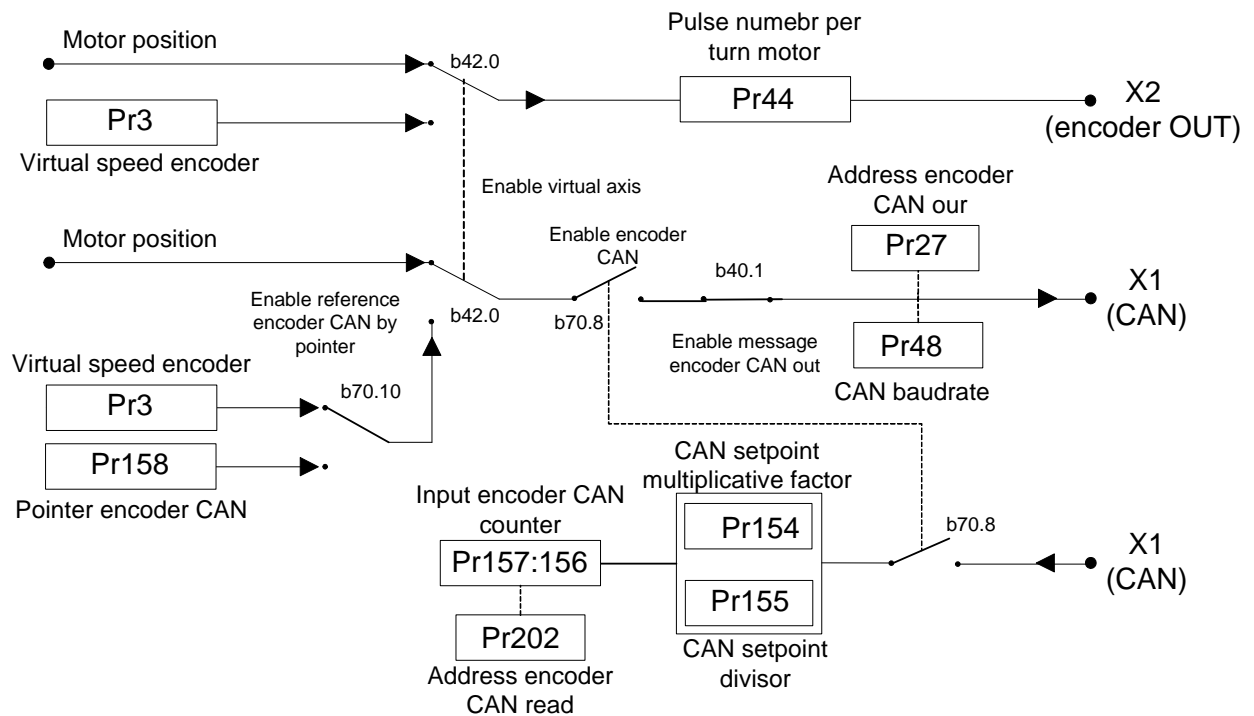 Motor position
b42.0
Pulse numebr per
turn motor
Pr44
X2
(encoder OUT)
Pr3
Virtual speed encoder
Enable virtual axis
Address encoder
CAN our
Pr27
Motor position
Enable encoder
CAN
b40.1
X1
(CAN)
Enable reference
encoder CAN by
pointer
b42.0
b70.8
Enable message
encoder CAN out
Pr48
CAN baudrate
Virtual speed encoder
Pr3
b70.10
Pr158
Pointer encoder CAN
CAN setpoint
multiplicative factor
Input encoder CAN
counter
Pr154
b70.8
Pr157:156
X1
(CAN)
Pr155
Pr202
CAN setpoint
divisor
Address encoder
CAN read